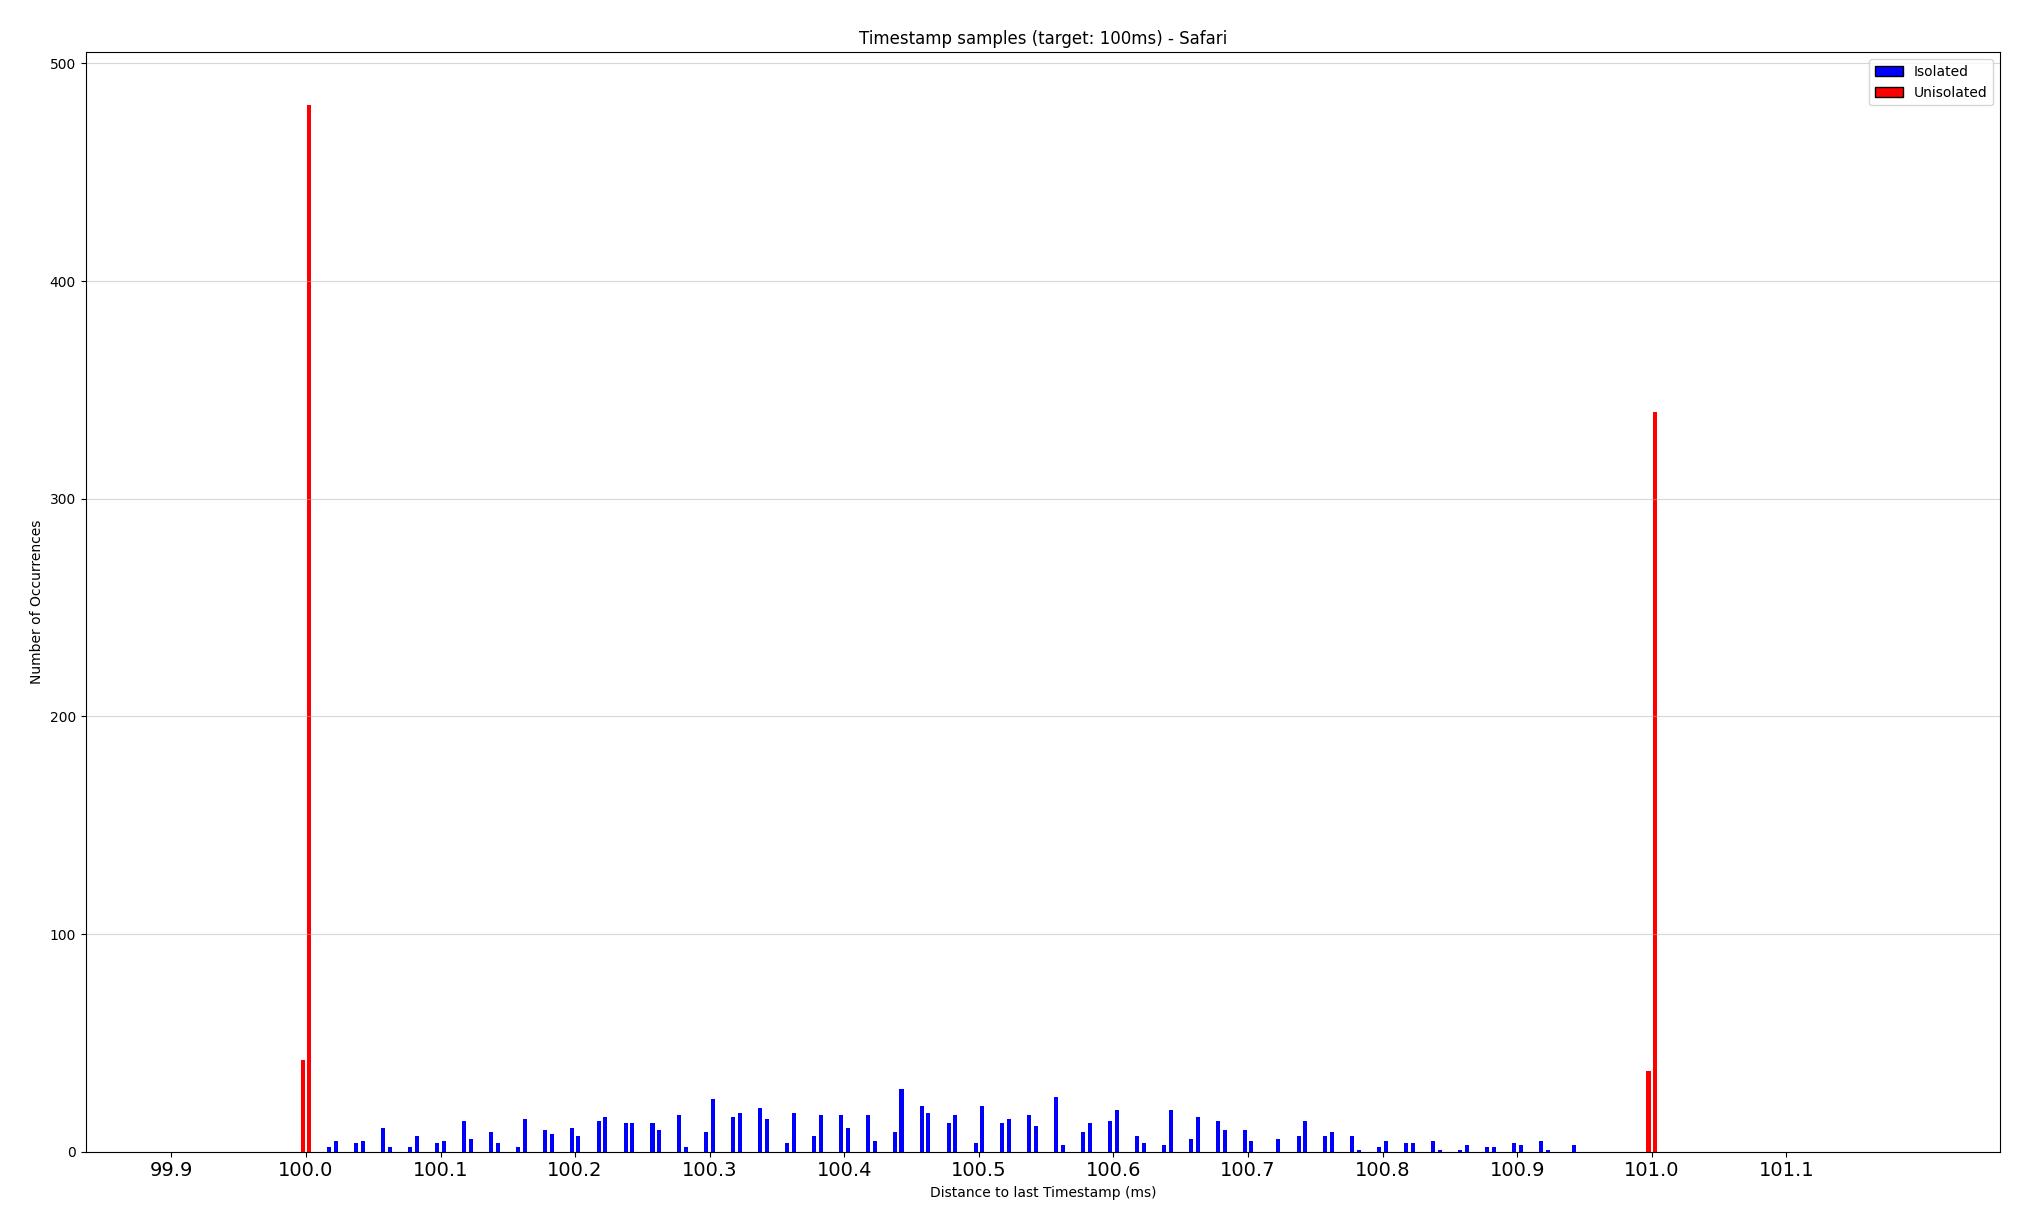 Timestamp samples (target: 100ms) - Safari
Isolated
Unisolated
500
400
300
200
100
0
Number of Occurrences
99.9 100.0 100.1 100.2 100.3 100.4 100.5 100.6 100.7 100.8 100.9 101.0 101.1
Distance to last Timestamp (ms)